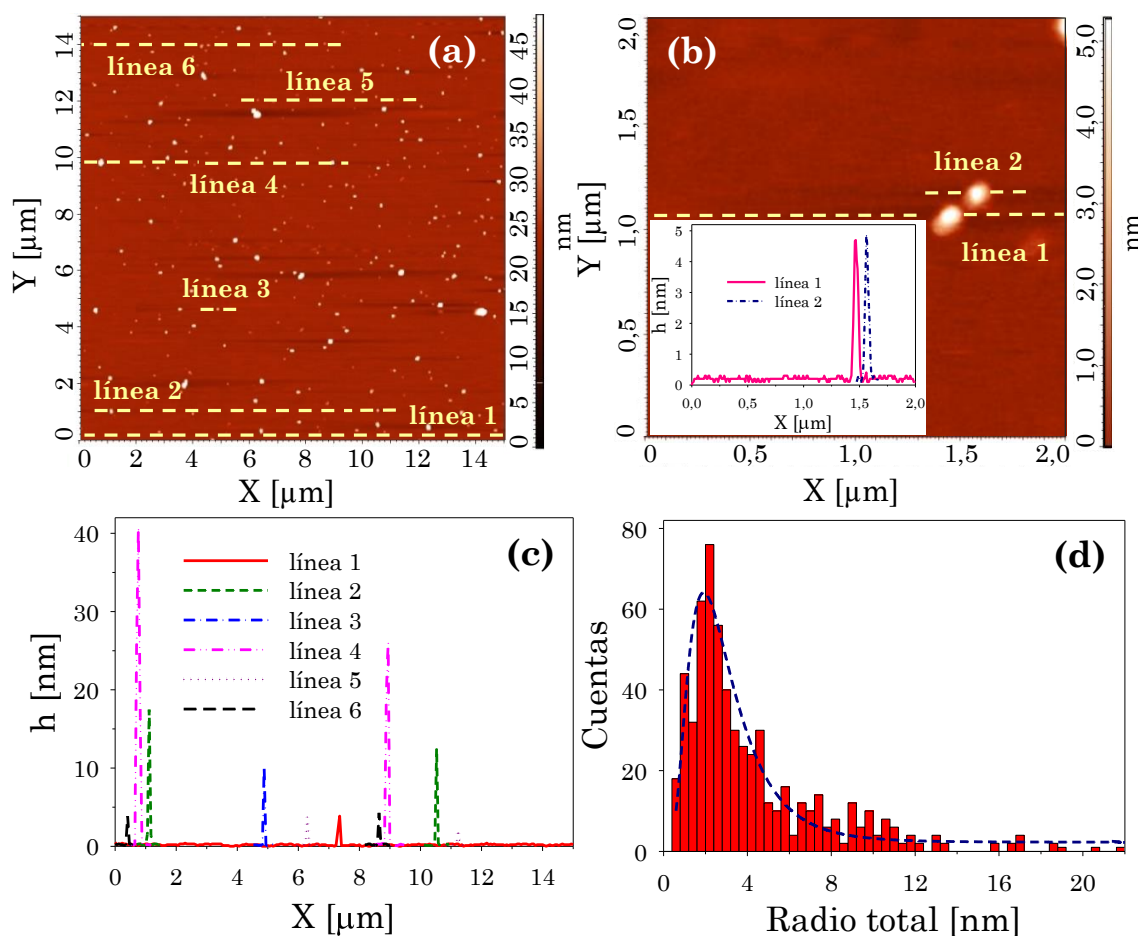 (a)
línea 6
línea 5
línea 4
línea 3
línea 2
línea 1
Y [µm]
14
12
10
8
6
4
2
0
0 2 4 6 8 10 12 14
X [µm]
0 5 10 15 20 25 30 35 40 45
nm
(b)
línea 2
línea 1
Y [µm]
2,0
1,5
1,0
0,5
0
0 0,5 1,0 1,5 2,0
X [µm]
0 1,0 2,0 3,0 4,0 5,0
nm
h [nm]
5
4
3
2
1
0
línea 1
línea 2
0,0 0,5 1,0 1,5 2,0
X [µm]
(c)
línea 1
línea 2
línea 3
línea 4
línea 5
línea 6
h [nm]
40
30
20
10
0
0 2 4 6 8 10 12 14
X [µm]
(d)
Cuentas
80
60
40
20
0
0 4 8 12 16 20
Radio total [nm]